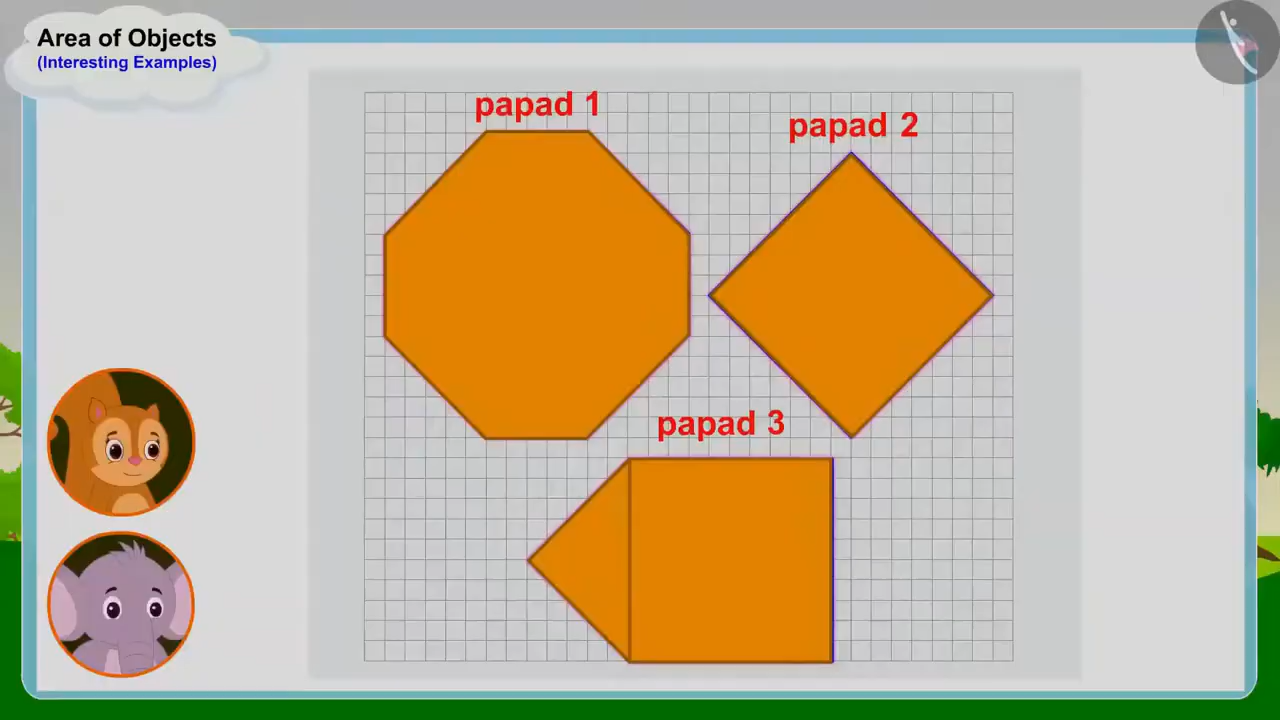 Area of Objects
(Interesting Examples)
papad 1
papad 2
papad 3